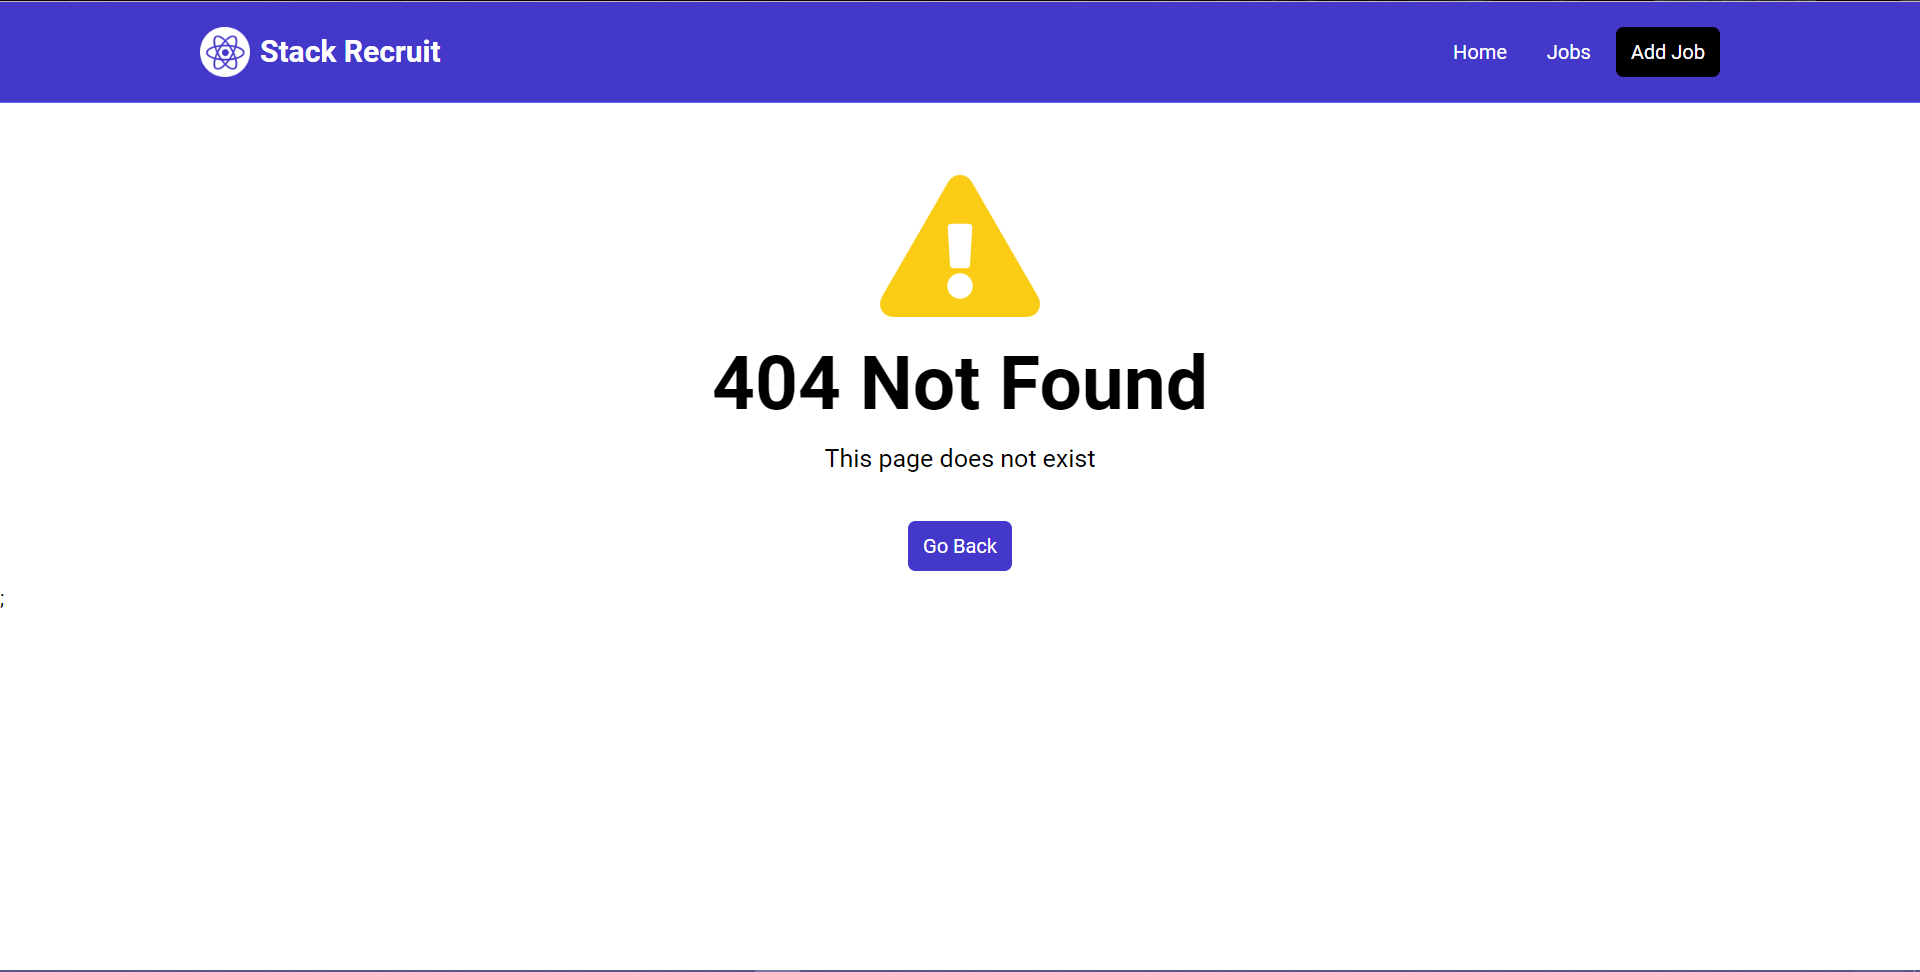 Stack Recruit
Home Jobs Add Job
404 Not Found
This page does not exist
Go Back
;